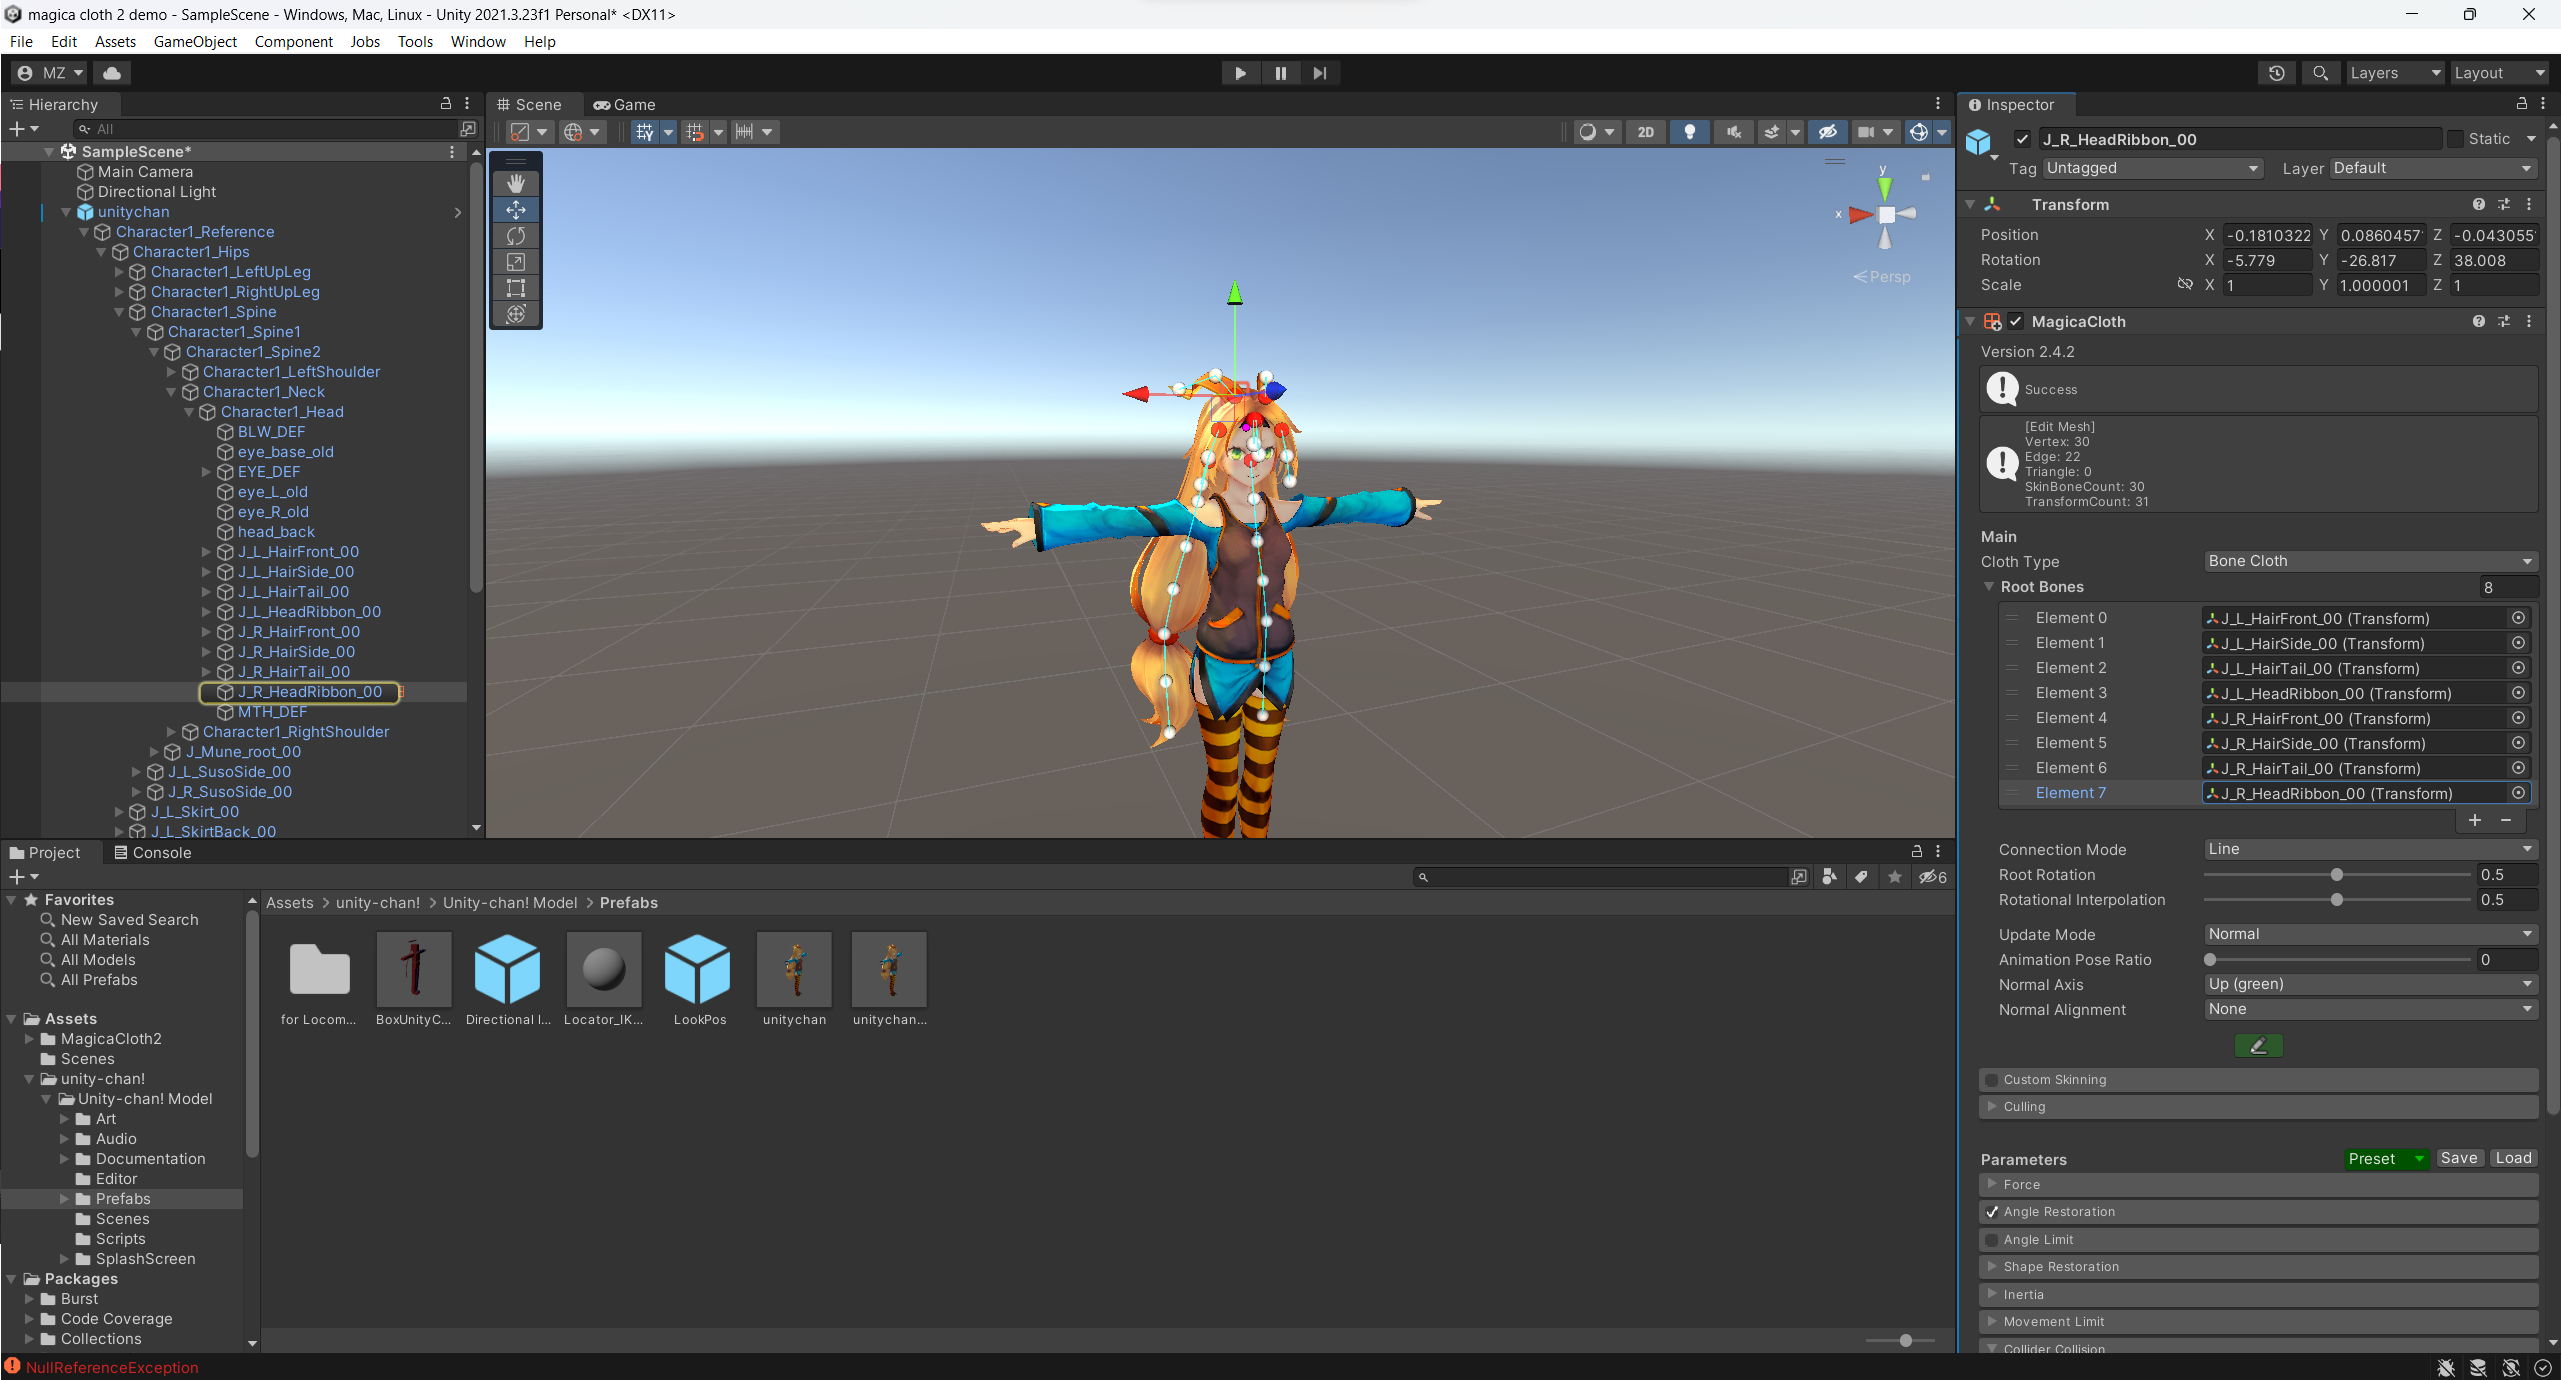 magica cloth 2 demo - SampleScene - Windows, Mac, Linux - Unity 2021.3.23f1 Personal* <DX11>
File Edit Assets GameObject Component Jobs Tools Window Help
MZ
Layers
Layout
Hierarchy
All
SampleScene*
Main Camera
Directional Light
unitychan
Character1_Reference
Character1_Hips
Character1_LeftUpLeg
Character1_RightUpLeg
Character1_Spine
Character1_Spine1
Character1_Spine2
Character1_LeftShoulder
Character1_Neck
Character1_Head
BLW_DEF
eye_base_old
EYE_DEF
eye_L_old
eye_R_old
head_back
J_L_HairFront_00
J_L_HairSide_00
J_L_HairTail_00
J_L_HeadRibbon_00
J_R_HairFront_00
J_R_HairSide_00
J_R_HairTail_00
J_R_HeadRibbon_00
MTH_DEF
Character1_RightShoulder
J_Mune_root_00
J_L_SusoSide_00
J_R_SusoSide_00
J_L_Skirt_00
J_L_SkirtBack_00
Scene
Game
2D
y
x
Persp
Inspector
J_R_HeadRibbon_00
Static
Tag Untagged
Layer Default
Transform
Position X -0.1810322 Y 0.0860457 Z -0.043055
Rotation X -5.779 Y -26.817 Z 38.008
Scale X 1 Y 1.000001 Z 1
MagicaCloth
Version 2.4.2
Success
[Edit Mesh]
Vertex: 30
Edge: 22
Triangle: 0
SkinBoneCount: 30
TransformCount: 31
Main
Cloth Type Bone Cloth
Root Bones 8
Element 0 J_L_HairFront_00 (Transform)
Element 1 J_L_HairSide_00 (Transform)
Element 2 J_L_HairTail_00 (Transform)
Element 3 J_L_HeadRibbon_00 (Transform)
Element 4 J_R_HairFront_00 (Transform)
Element 5 J_R_HairSide_00 (Transform)
Element 6 J_R_HairTail_00 (Transform)
Element 7 J_R_HeadRibbon_00 (Transform)
Connection Mode Line
Root Rotation 0.5
Rotational Interpolation 0.5
Update Mode Normal
Animation Pose Ratio 0
Normal Axis Up (green)
Normal Alignment None
Custom Skinning
Culling
Parameters Preset Save Load
Force
Angle Restoration
Angle Limit
Shape Restoration
Inertia
Movement Limit
Collider Collision
Project
Console
6
Favorites
New Saved Search
All Materials
All Models
All Prefabs
Assets
MagicaCloth2
Scenes
unity-chan!
Unity-chan! Model
Art
Audio
Documentation
Editor
Prefabs
Scenes
Scripts
SplashScreen
Packages
Burst
Code Coverage
Collections
Assets > unity-chan! > Unity-chan! Model > Prefabs
for Locom...
BoxUnityC...
Directional l...
Locator_IK...
LookPos
unitychan
unitychan...
NullReferenceException